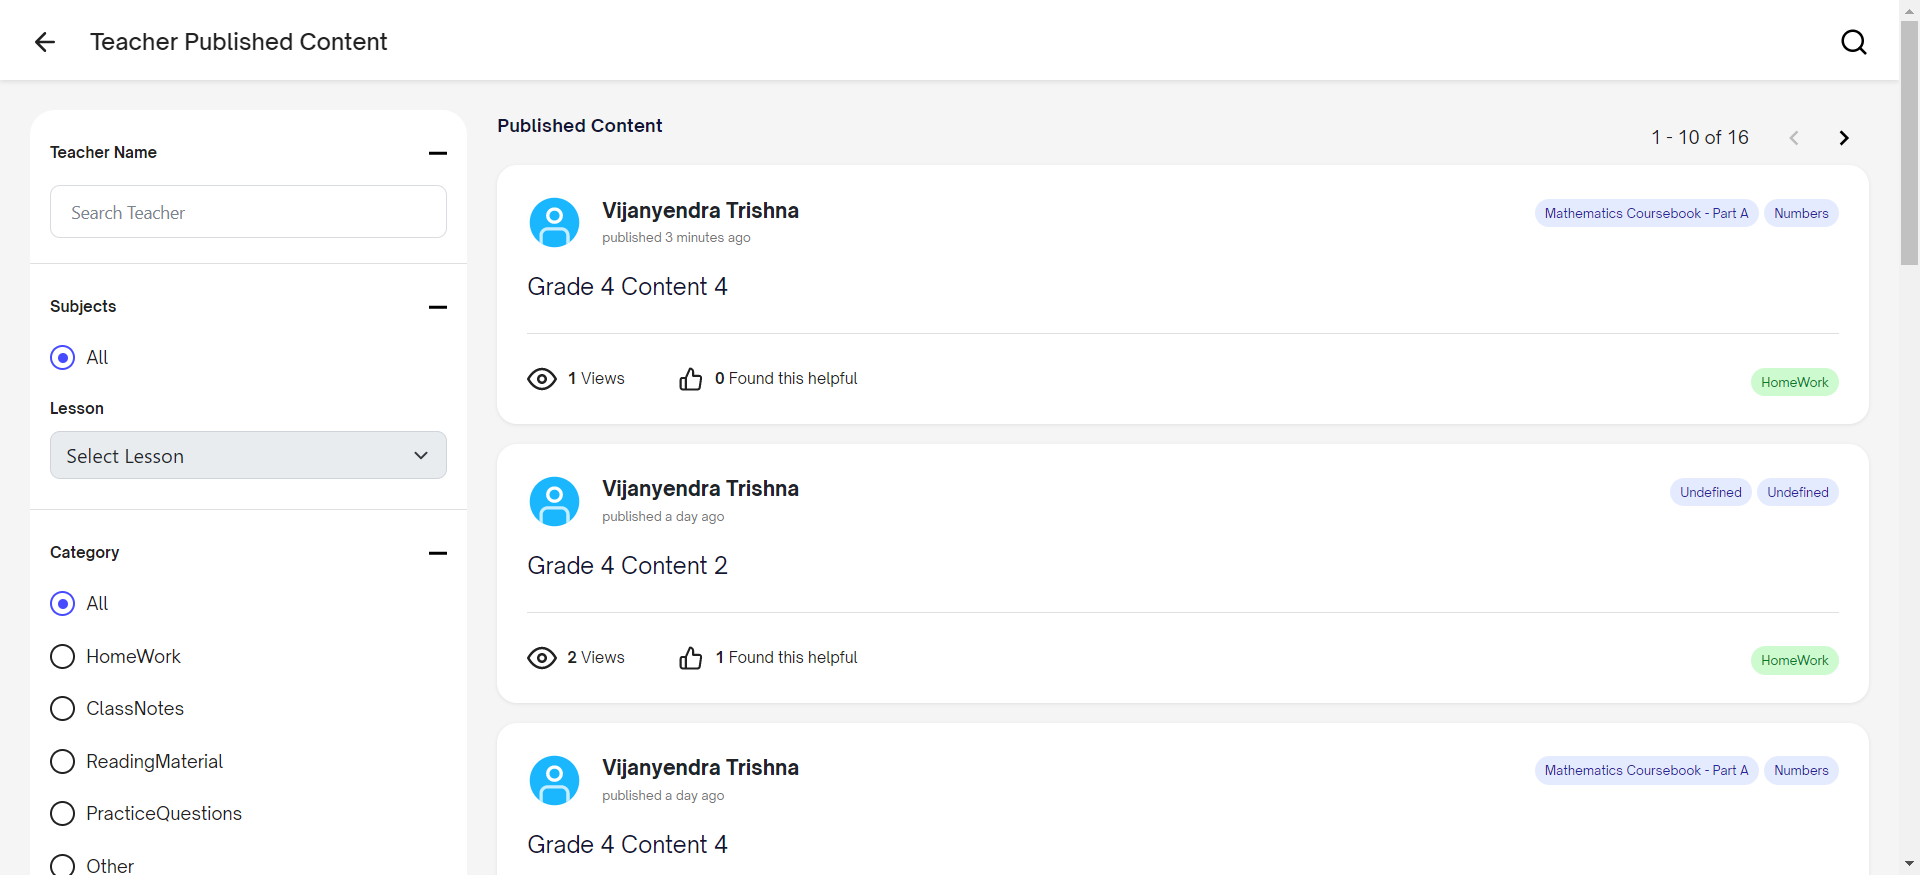 Teacher Published Content
Teacher Name
Search Teacher
Subjects
All
Lesson
Select Lesson
Category
All
HomeWork
ClassNotes
ReadingMaterial
PracticeQuestions
Other
Published Content
1 - 10 of 16
Vijanyendra Trishna
published 3 minutes ago
Mathematics Coursebook - Part A Numbers
Grade 4 Content 4
1 Views 0 Found this helpful
HomeWork
Vijanyendra Trishna
published a day ago
Undefined Undefined
Grade 4 Content 2
2 Views 1 Found this helpful
HomeWork
Vijanyendra Trishna
published a day ago
Mathematics Coursebook - Part A Numbers
Grade 4 Content 4